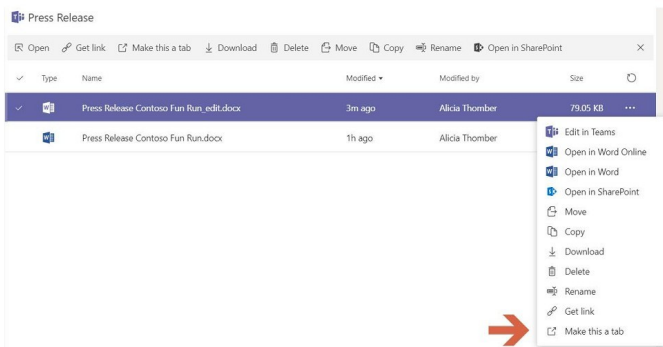 Press Release
Open Get link Make this a tab Download Delete Move Copy Rename Open in SharePoint
Type Name Modified Modified by Size
Press Release Contoso Fun Run_edit.docx 3m ago Alicia Thomber 79.05 KB
Press Release Contoso Fun Run.docx 1h ago Alicia Thomber
Edit in Teams
Open in Word Online
Open in Word
Open in SharePoint
Move
Copy
Download
Delete
Rename
Get link
Make this a tab